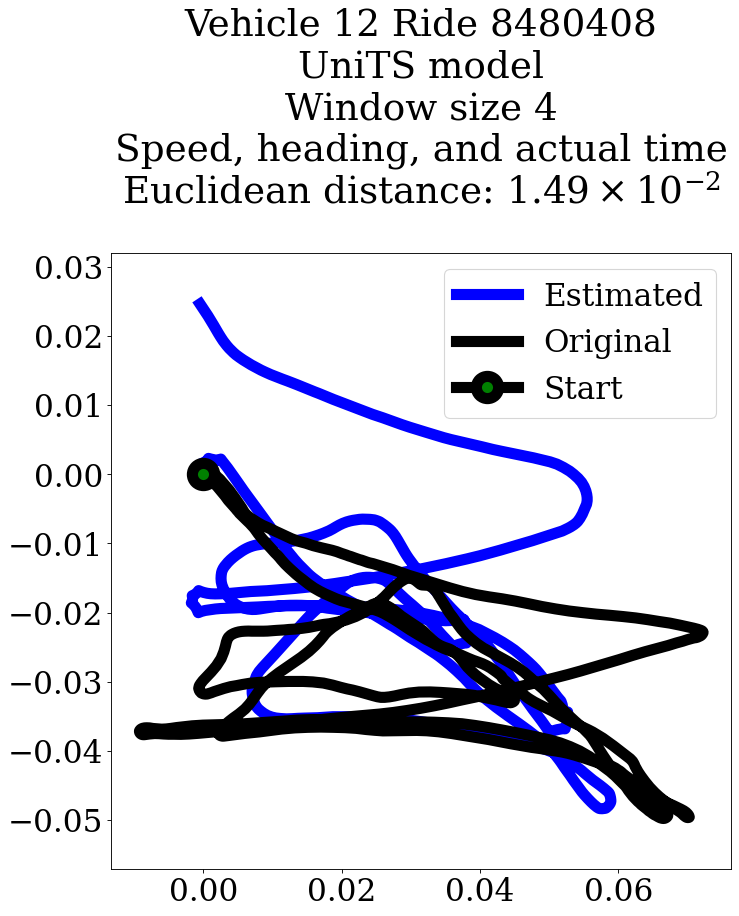 Vehicle 12 Ride 8480408
UniTS model
Window size 4
Speed, heading, and actual time
Euclidean distance: 1.49 × 10⁻²
0.03
0.02
0.01
0.00
−0.01
−0.02
−0.03
−0.04
−0.05
Estimated
Original
Start
0.00 0.02 0.04 0.06